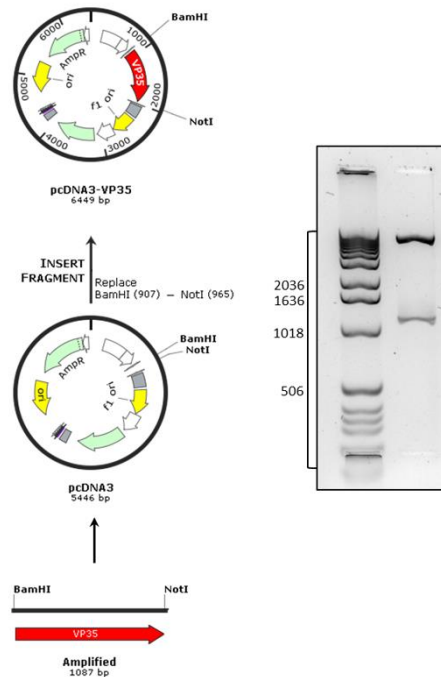 BamHI
6000
1000
AmpR
VP35
ori
5000
f1 ori
2000
NotI
4000
3000
pcDNA3-VP35
6449 bp
INSERT
FRAGMENT
Replace
BamHI (907) – NotI (965)
BamHI
NotI
AmpR
ori
f1 ori
pcDNA3
5446 bp
BamHI
NotI
VP35
Amplified
1087 bp
2036
1636
1018
506